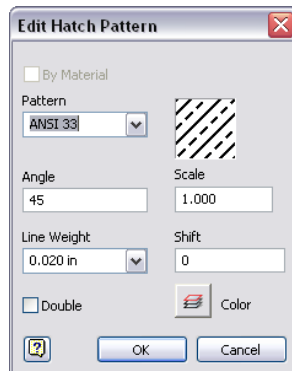 Edit Hatch Pattern
By Material
Pattern
ANSI 33
Angle
Scale
45
1.000
Line Weight
Shift
0.020 in
0
Double
Color
OK
Cancel